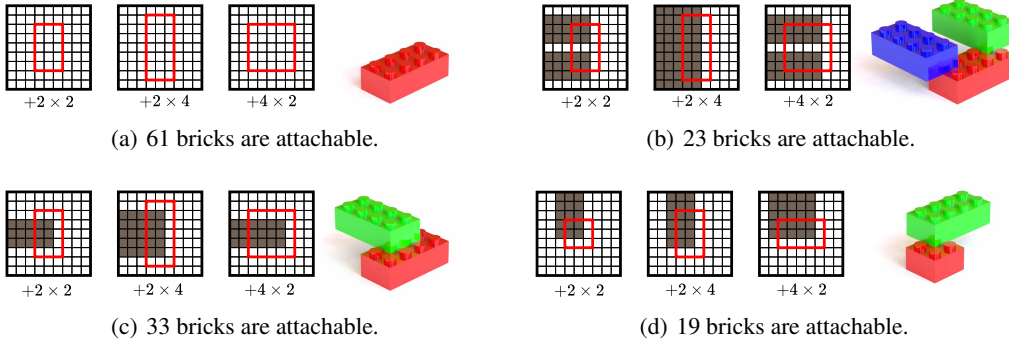 +2 × 2 +2 × 4 +4 × 2
(a) 61 bricks are attachable.
+2 × 2 +2 × 4 +4 × 2
(b) 23 bricks are attachable.
+2 × 2 +2 × 4 +4 × 2
(c) 33 bricks are attachable.
+2 × 2 +2 × 4 +4 × 2
(d) 19 bricks are attachable.